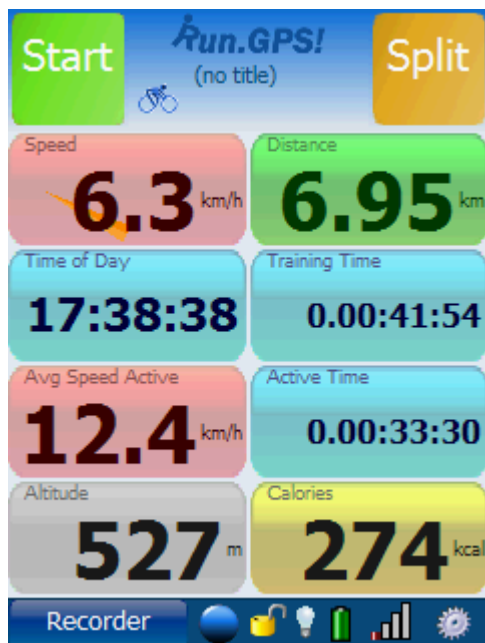 Start
Run.GPS!
(no title)
Split
Speed
6.3 km/h
Distance
6.95 km
Time of Day
17:38:38
Training Time
0.00:41:54
Avg Speed Active
12.4 km/h
Active Time
0.00:33:30
Altitude
527 m
Calories
274 kcal
Recorder